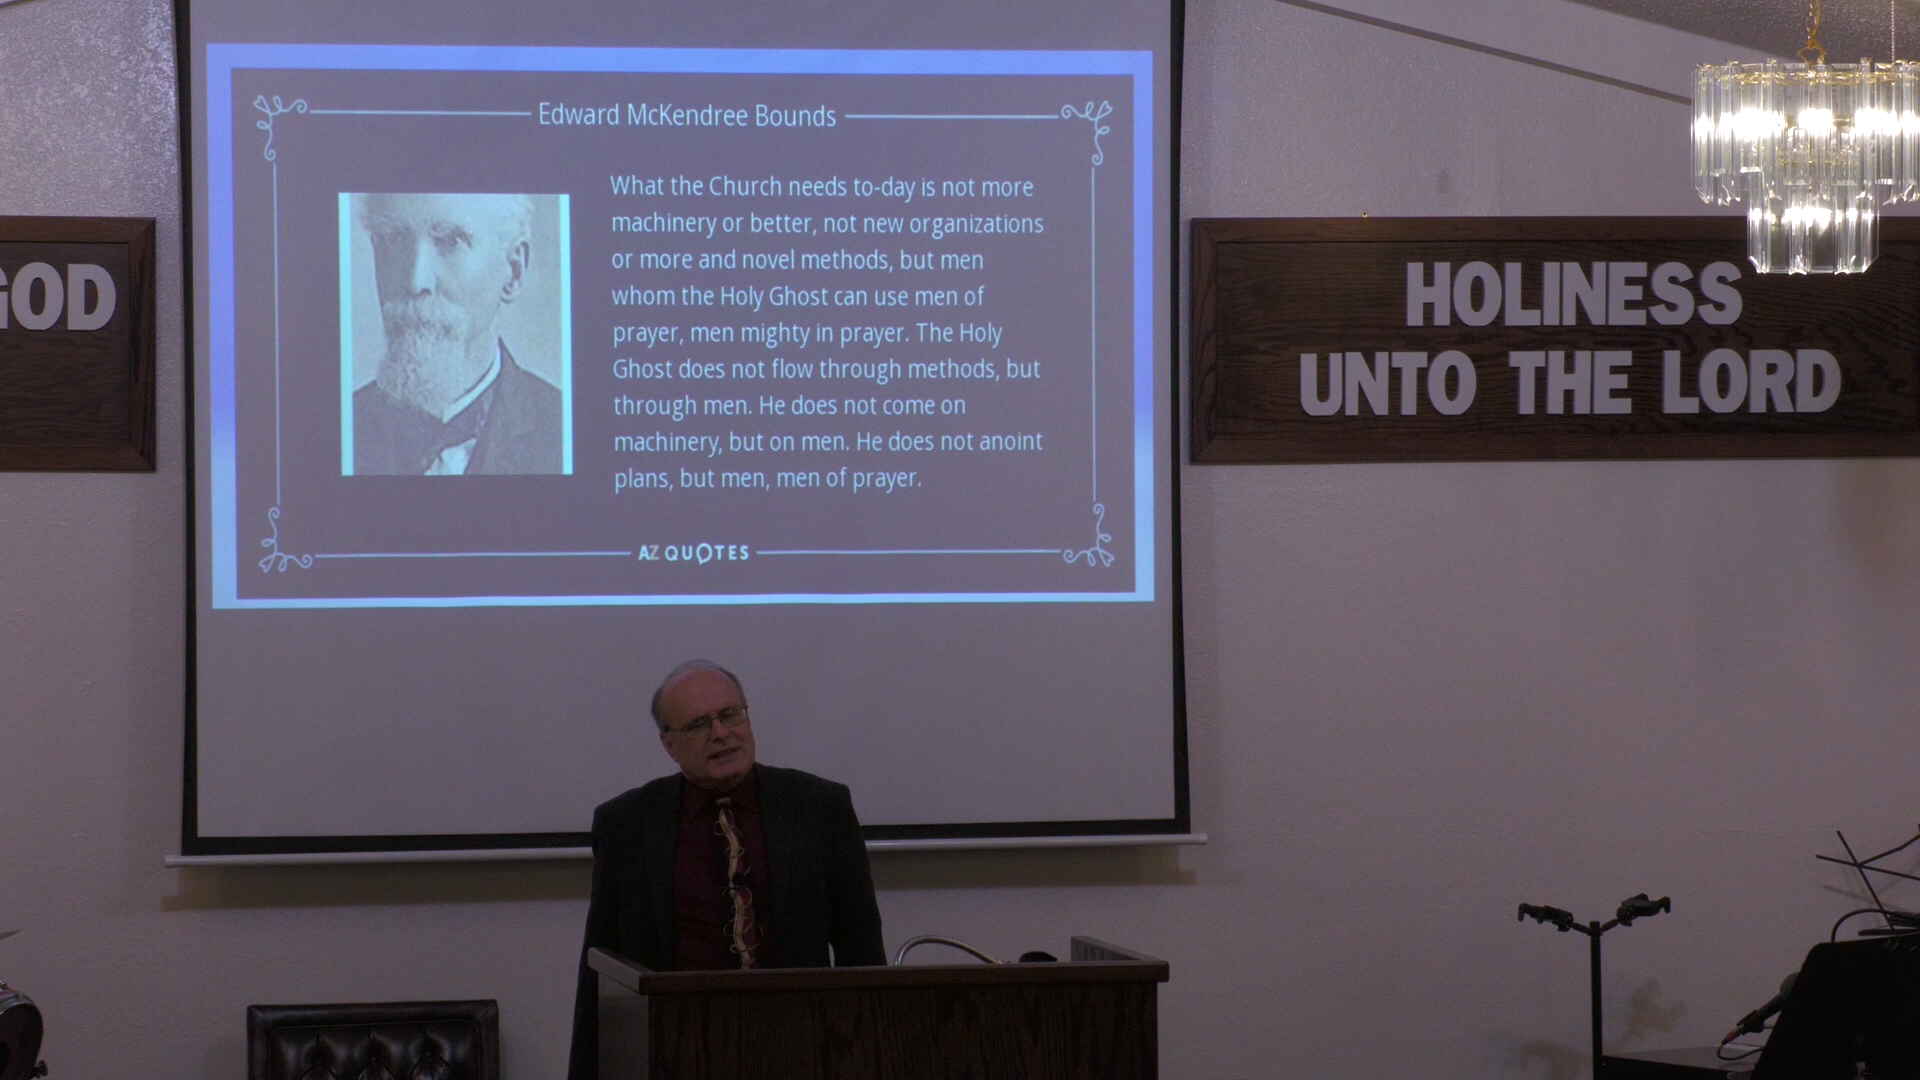 Edward McKendree Bounds
What the Church needs to-day is not more
machinery or better, not new organizations
or more and novel methods, but men
whom the Holy Ghost can use men of
prayer, men mighty in prayer. The Holy
Ghost does not flow through methods, but
through men. He does not come on
machinery, but on men. He does not anoint
plans, but men, men of prayer.
AZ QUOTES
GOD
HOLINESS
UNTO THE LORD